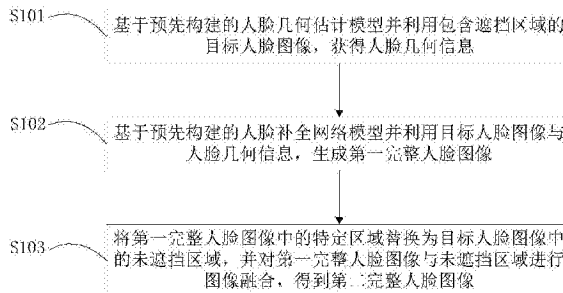 S101
基于预先构建的人脸几何估计模型并利用包含遮挡区域的
目标人脸图像，获得人脸几何信息
S102
基于预先构建的人脸补全网络模型并利用目标人脸图像与
人脸几何信息，生成第一完整人脸图像
S103
将第一完整人脸图像中的特定区域替换为目标人脸图像中
的未遮挡区域，并对第一完整人脸图像与未遮挡区域进行
图像融合，得到第二完整人脸图像